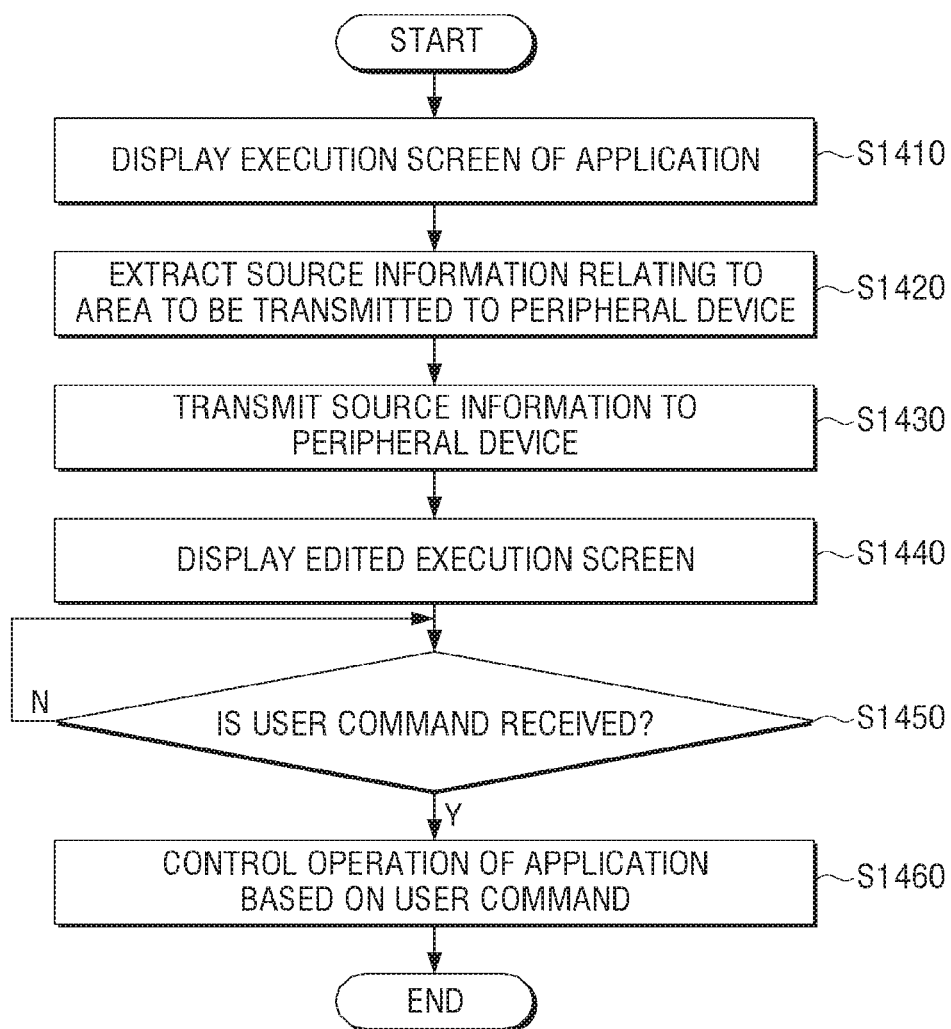 START
DISPLAY EXECUTION SCREEN OF APPLICATION
S1410
EXTRACT SOURCE INFORMATION RELATING TO
AREA TO BE TRANSMITTED TO PERIPHERAL DEVICE
S1420
TRANSMIT SOURCE INFORMATION TO
PERIPHERAL DEVICE
S1430
DISPLAY EDITED EXECUTION SCREEN
S1440
N
IS USER COMMAND RECEIVED?
S1450
Y
CONTROL OPERATION OF APPLICATION
BASED ON USER COMMAND
S1460
END